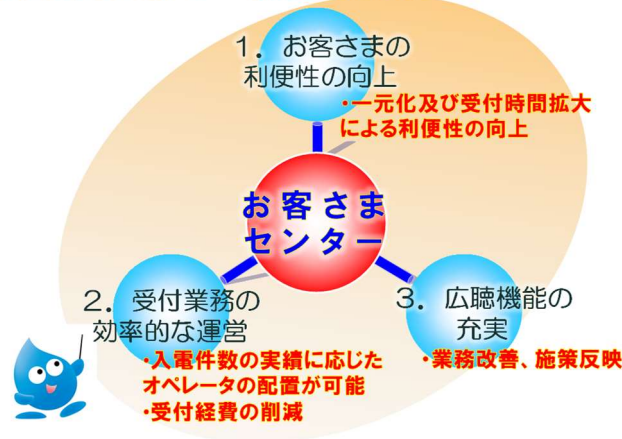 1．お客さまの
利便性の向上
・一元化及び受付時間拡大
による利便性の向上
お客さま
センター
2．受付業務の
効率的な運営
・入電件数の実績に応じた
オペレータの配置が可能
・受付経費の削減
3．広聴機能の
充実
・業務改善、施策反映